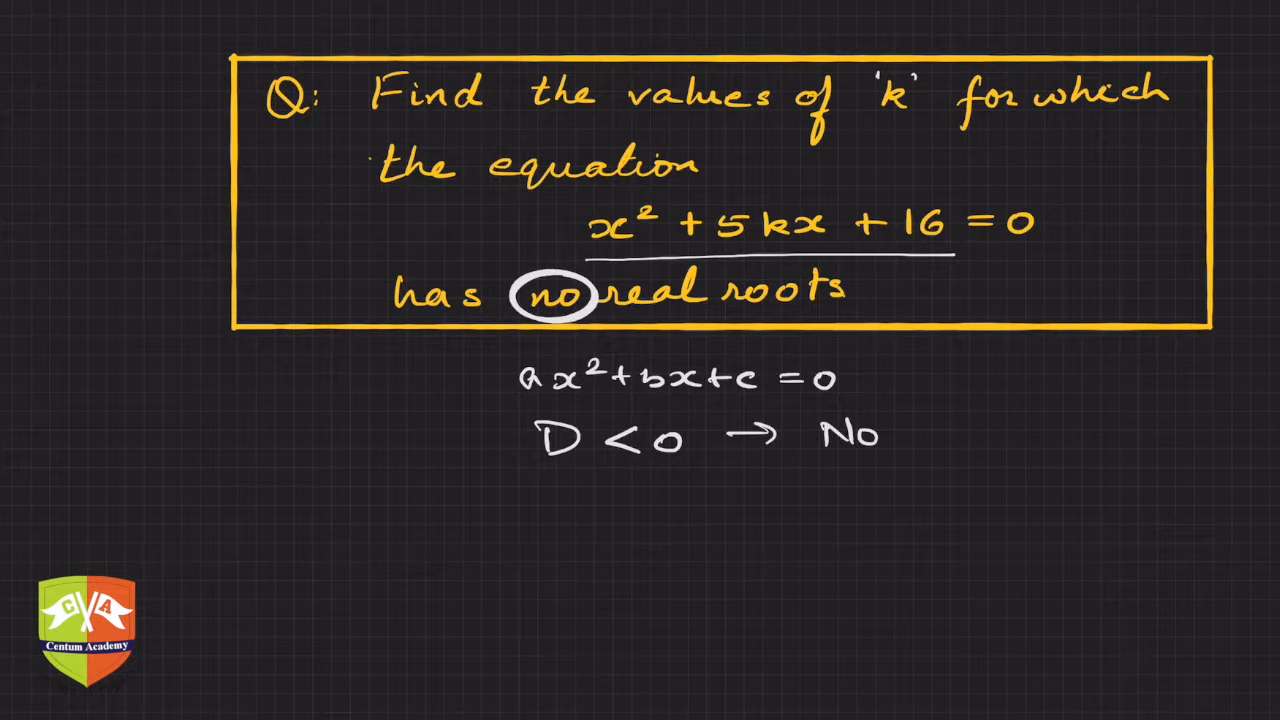 Q: Find the values of 'k' for which
the equation
x² + 5kx + 16 = 0
has no real roots
ax² + bx + c = 0
D < 0 → No
C A
Centum Academy